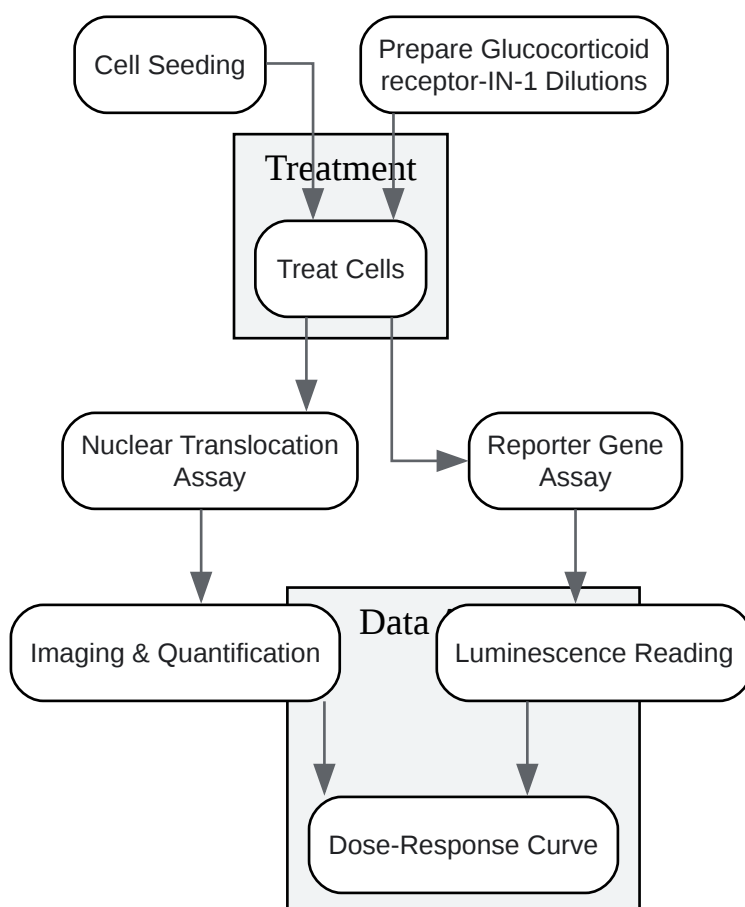 Cell Seeding
Prepare Glucocorticoid
receptor-IN-1 Dilutions
Treatment
Treat Cells
Nuclear Translocation
Assay
Reporter Gene
Assay
Data
Imaging & Quantification
Luminescence Reading
Dose-Response Curve